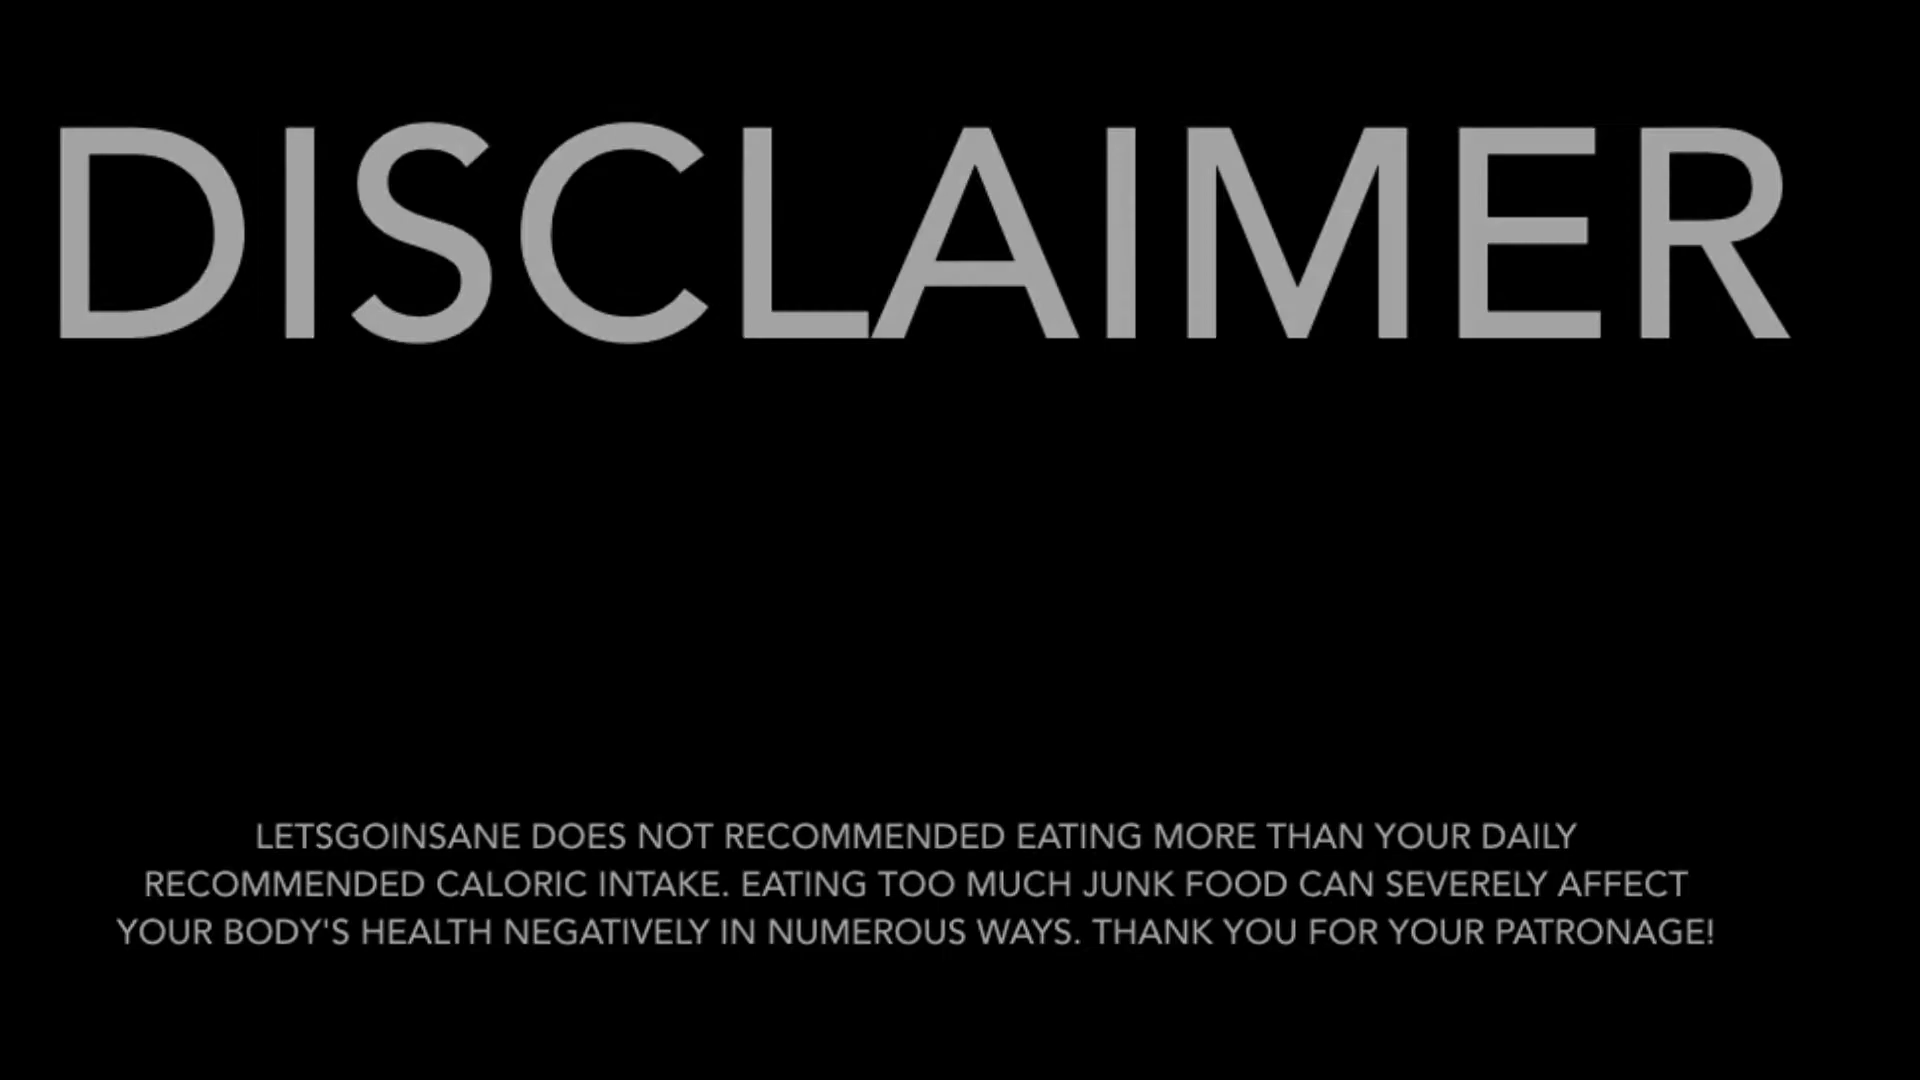 DISCLAIMER
LETSGOINSANE DOES NOT RECOMMENDED EATING MORE THAN YOUR DAILY
RECOMMENDED CALORIC INTAKE. EATING TOO MUCH JUNK FOOD CAN SEVERELY AFFECT
YOUR BODY'S HEALTH NEGATIVELY IN NUMEROUS WAYS. THANK YOU FOR YOUR PATRONAGE!